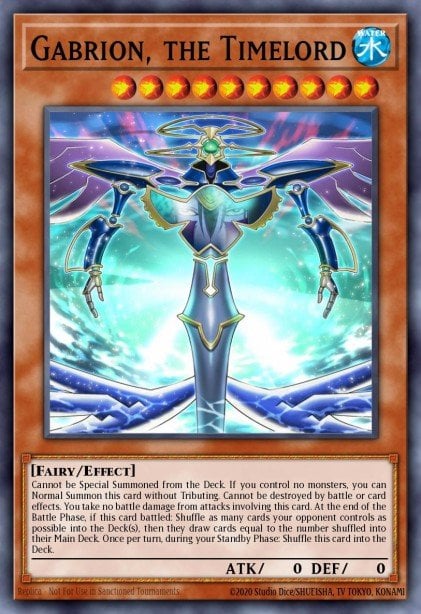 GABRION, THE TIMELORD
WATER
水
[FAIRY/EFFECT]
Cannot be Special Summoned from the Deck. If you control no monsters, you can
Normal Summon this card without Tributing. Cannot be destroyed by battle or card
effects. You take no battle damage from attacks involving this card. At the end of the
Battle Phase, if this card battled: Shuffle as many cards your opponent controls as
possible into the Deck(s), then they draw cards equal to the number shuffled into
their Main Deck. Once per turn, during your Standby Phase: Shuffle this card into the
Deck.
ATK/ 0 DEF/ 0
Replica - Not For Use in Sanctioned Tournaments
©2020 Studio Dice/SHUEISHA, TV TOKYO, KONAMI